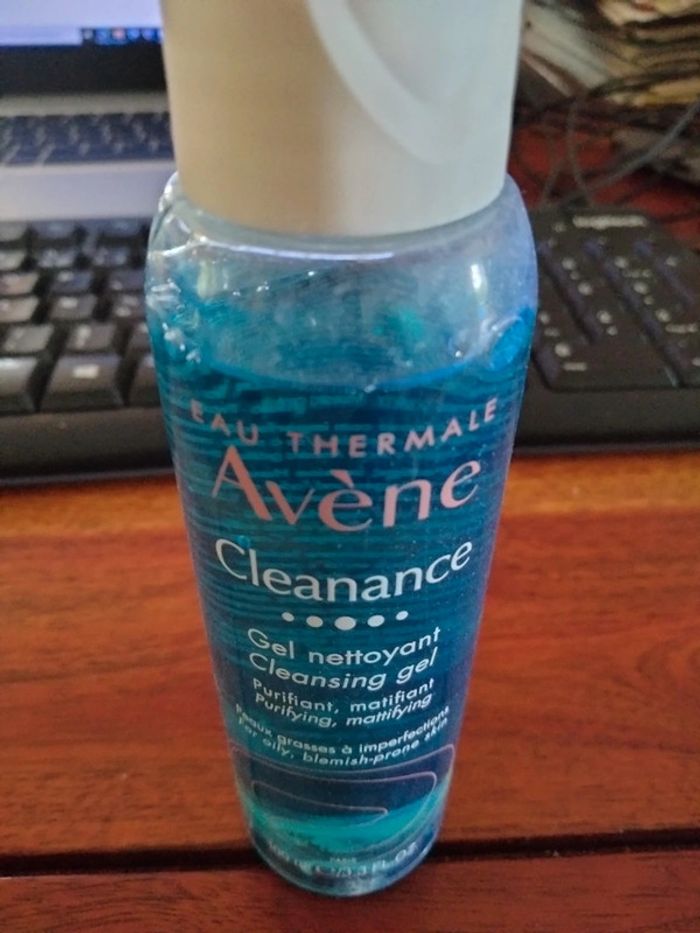 EAU THERMALE
Avène
Cleanance
Gel nettoyant
Cleansing gel
Purifiant, matifiant
Purifying, mattifying
Peaux grasses à imperfections
For oily, blemish-prone skin
PARIS